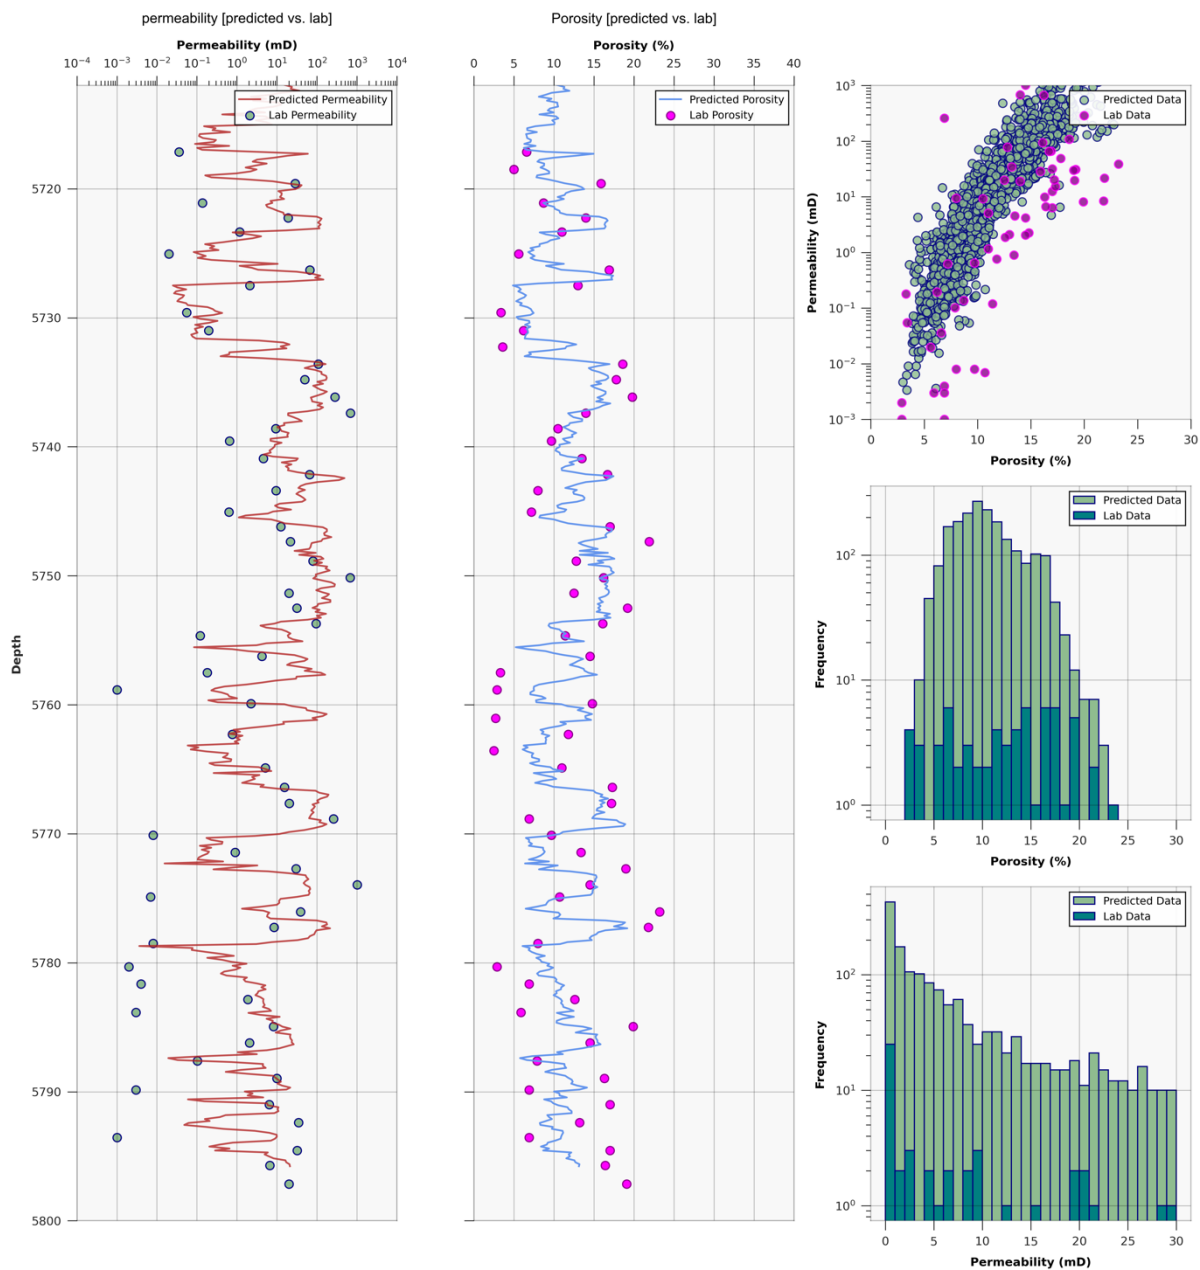 permeability [predicted vs. lab]
Permeability (mD)
10⁻⁴ 10⁻³ 10⁻² 10⁻¹ 10⁰ 10¹ 10² 10³ 10⁴
Predicted Permeability
Lab Permeability
Depth
5720
5730
5740
5750
5760
5770
5780
5790
5800
Porosity [predicted vs. lab]
Porosity (%)
0 5 10 15 20 25 30 35 40
Predicted Porosity
Lab Porosity
Predicted Data
Lab Data
Permeability (mD)
10³
10²
10¹
10⁰
10⁻¹
10⁻²
10⁻³
0 5 10 15 20 25 30
Porosity (%)
Predicted Data
Lab Data
Frequency
10²
10¹
10⁰
0 5 10 15 20 25 30
Porosity (%)
Predicted Data
Lab Data
Frequency
10²
10¹
10⁰
0 5 10 15 20 25 30
Permeability (mD)